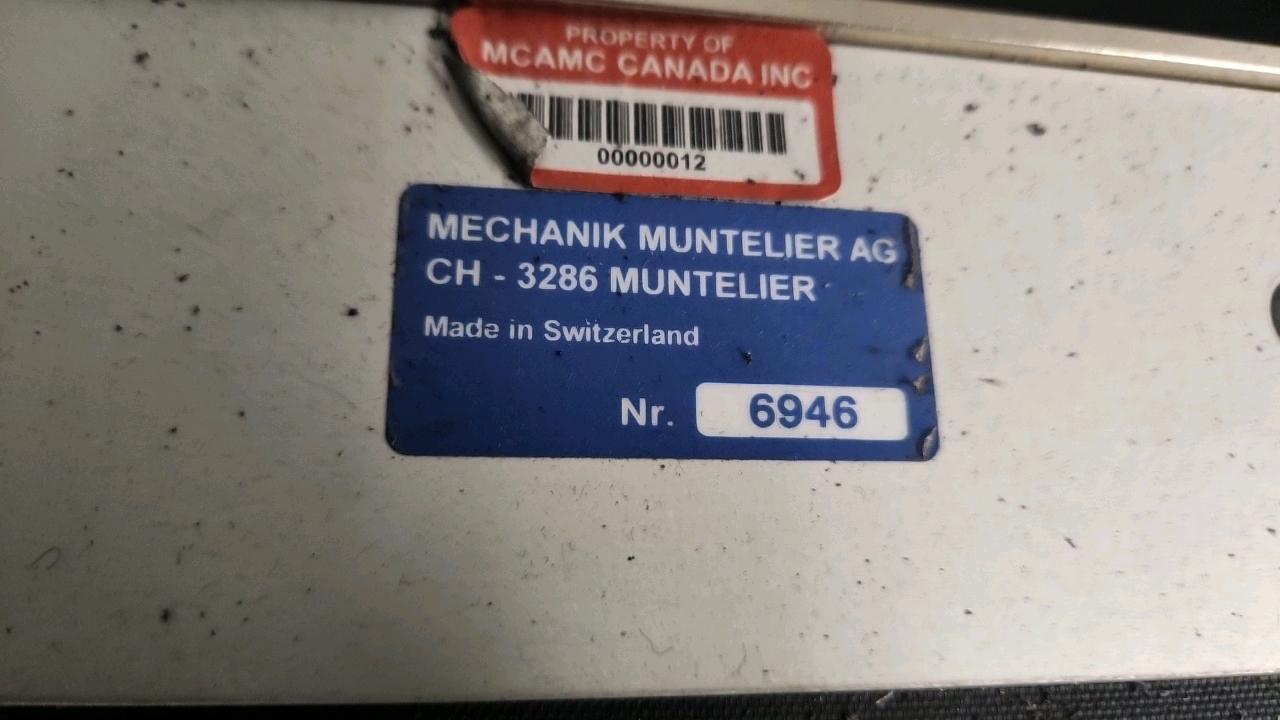 PROPERTY OF
MCAMC CANADA INC
00000012
MECHANIK MUNTELIER AG
CH - 3286 MUNTELIER
Made in Switzerland
Nr. 6946